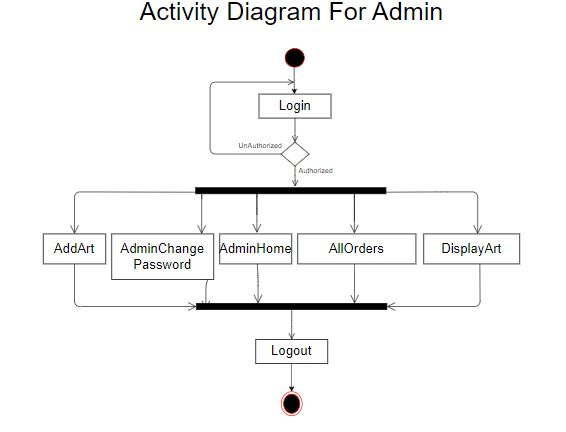 Activity Diagram For Admin
Login
UnAuthorized
Authorized
AddArt
AdminChange
Password
AdminHome
AllOrders
DisplayArt
Logout